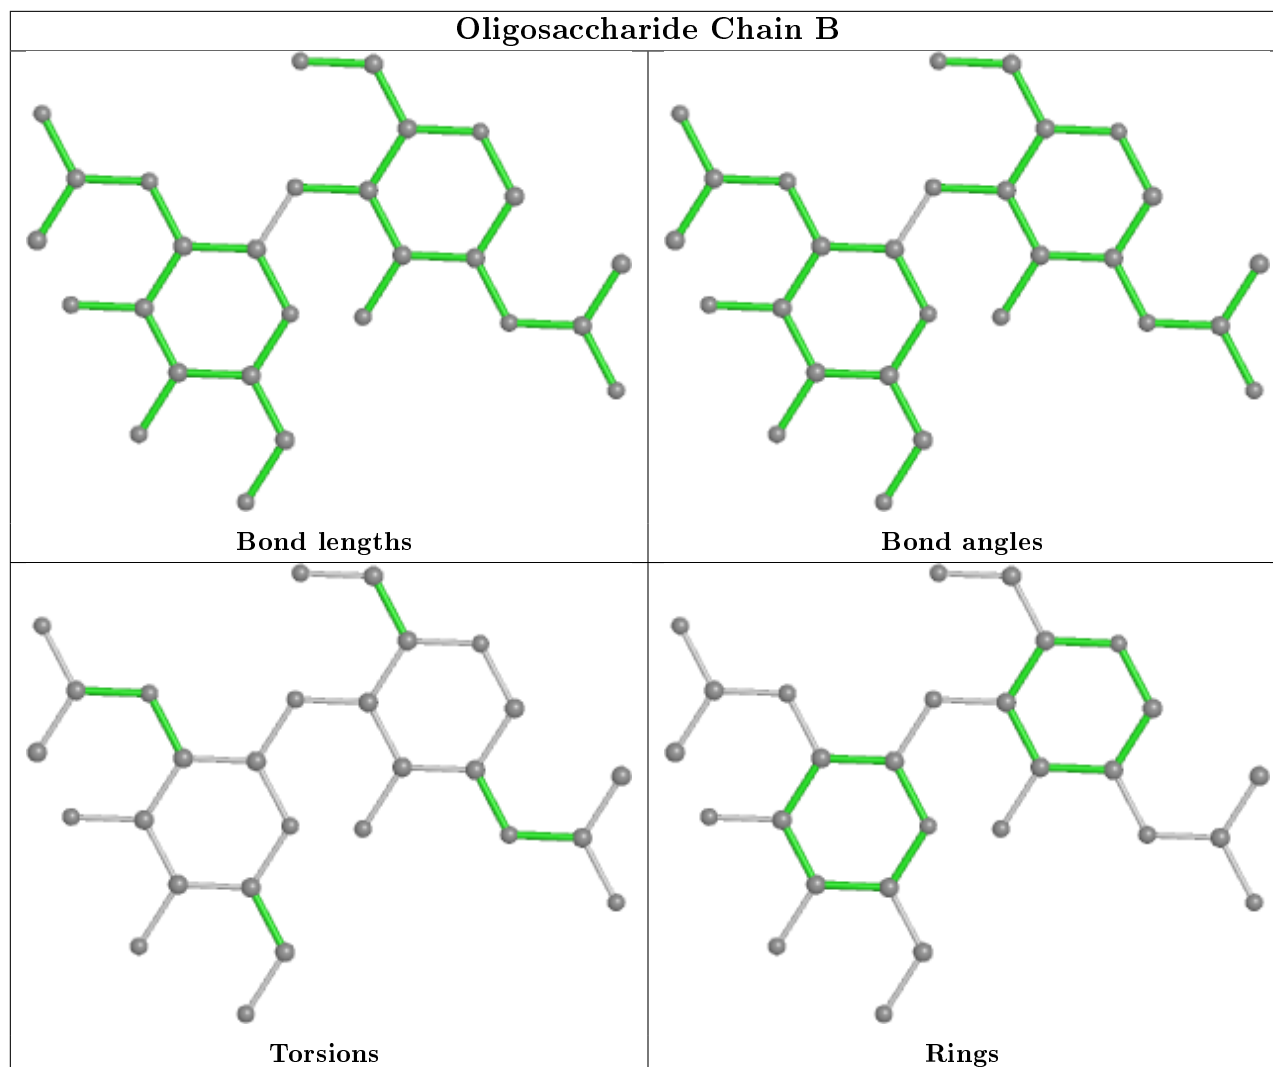 Oligosaccharide Chain B
Bond lengths
Bond angles
Torsions
Rings